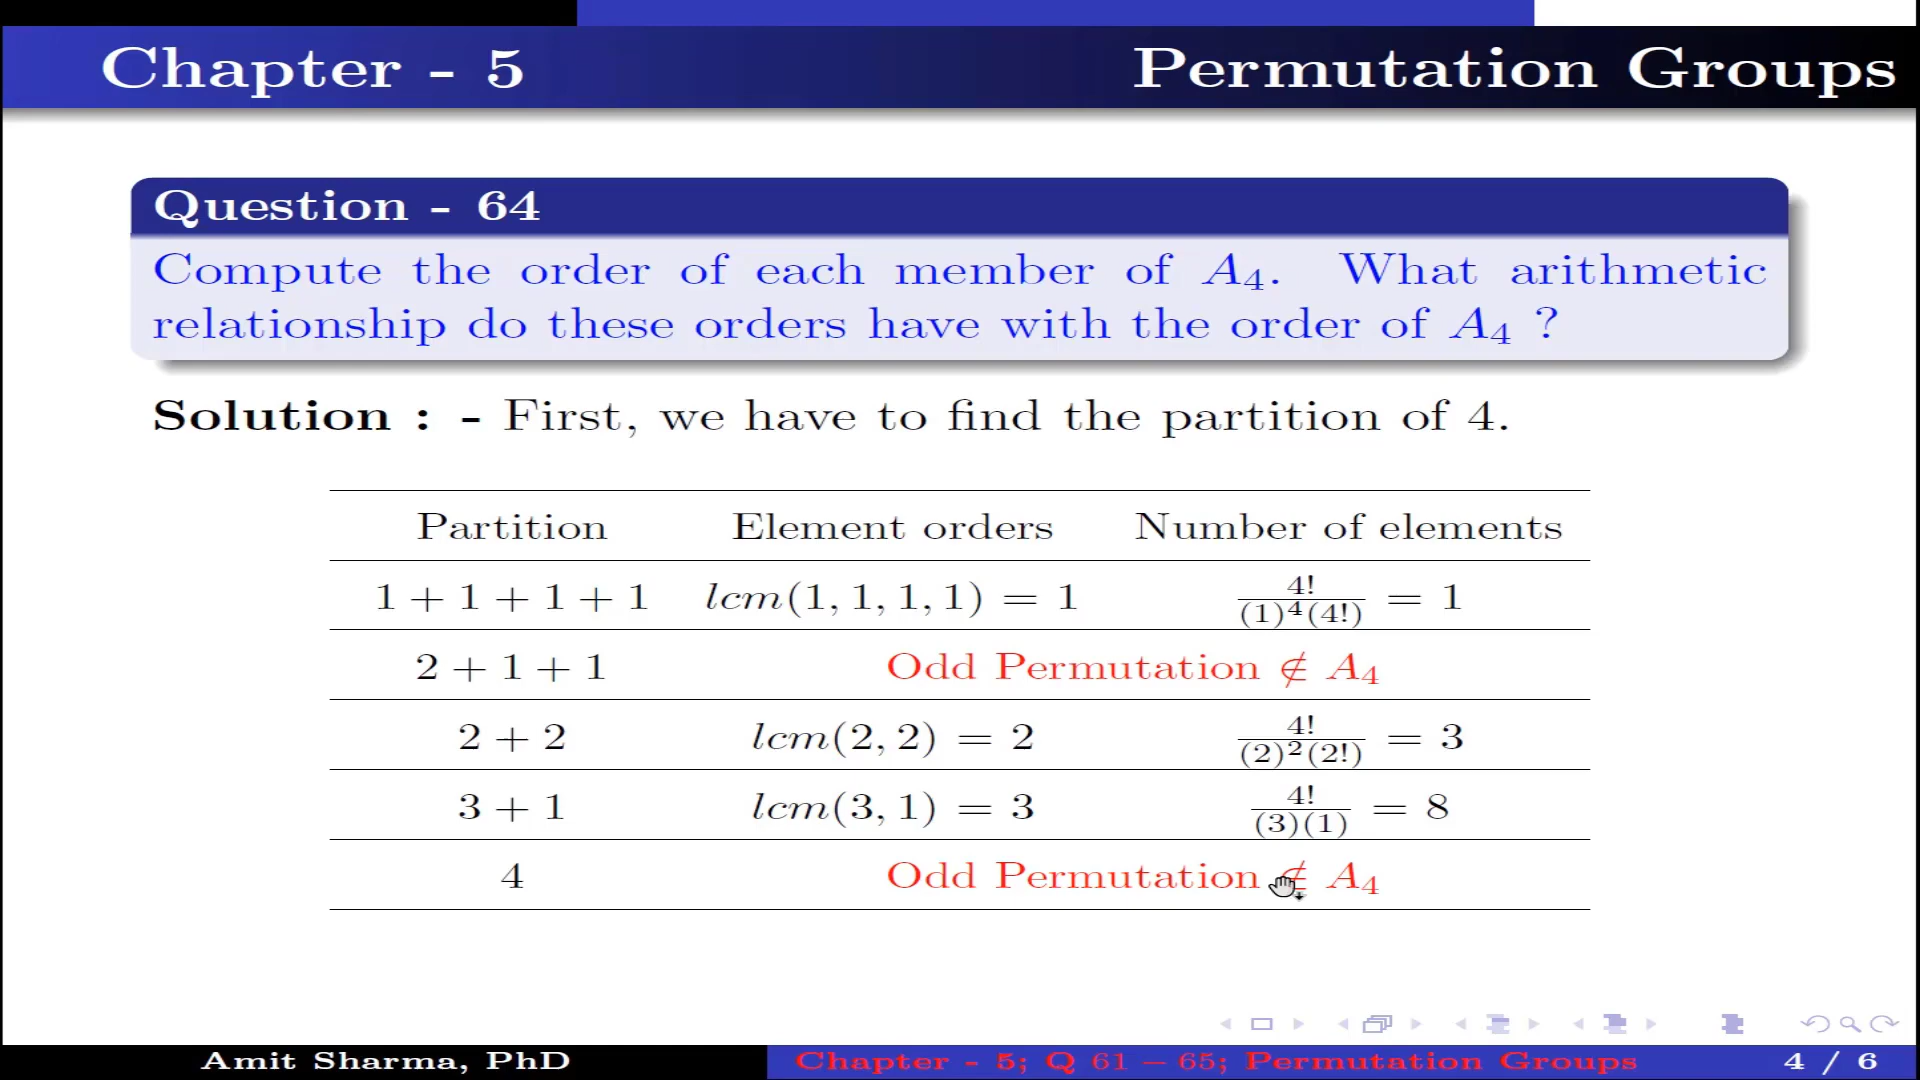 Chapter - 5 Permutation Groups
Question - 64
Compute the order of each member of A₄. What arithmetic
relationship do these orders have with the order of A₄ ?
Solution : - First, we have to find the partition of 4.
Partition Element orders Number of elements
1 + 1 + 1 + 1 lcm(1, 1, 1, 1) = 1 4!/((1)⁴(4!)) = 1
2 + 1 + 1 Odd Permutation ∉ A₄
2 + 2 lcm(2, 2) = 2 4!/((2)²(2!)) = 3
3 + 1 lcm(3, 1) = 3 4!/((3)(1)) = 8
4 Odd Permutation ∉ A₄
Amit Sharma, PhD Chapter - 5; Q 61 − 65; Permutation Groups 4 / 6